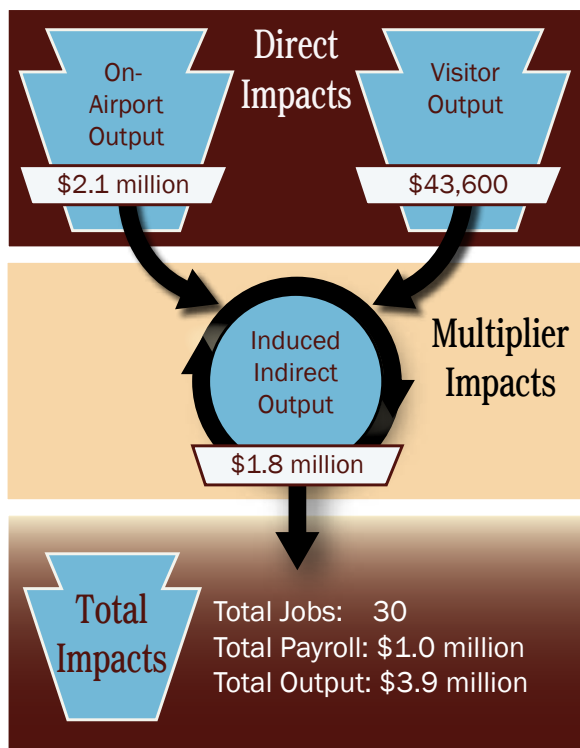 Direct
Impacts
On-
Airport
Output
$2.1 million
Visitor
Output
$43,600
Multiplier
Impacts
Induced
Indirect
Output
$1.8 million
Total
Impacts
Total Jobs: 30
Total Payroll: $1.0 million
Total Output: $3.9 million